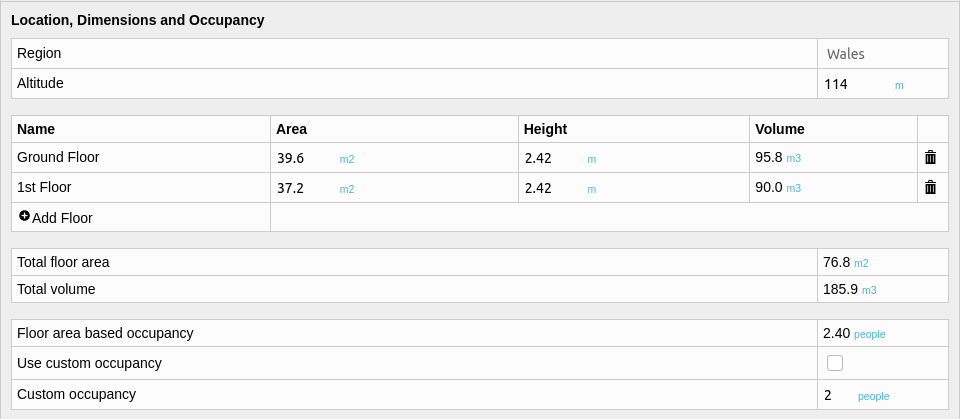 Location, Dimensions and Occupancy
Region Wales
Altitude 114 m
Name Area Height Volume
Ground Floor 39.6 m2 2.42 m 95.8 m3
1st Floor 37.2 m2 2.42 m 90.0 m3
Add Floor
Total floor area 76.8 m2
Total volume 185.9 m3
Floor area based occupancy 2.40 people
Use custom occupancy
Custom occupancy 2 people